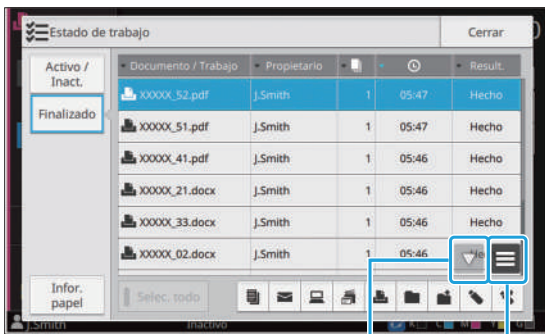 Estado de trabajo
Cerrar
Activo /
Inact.
Finalizado
Documento / Trabajo Propietario Result.
XXXXX_52.pdf J.Smith 1 05:47 Hecho
XXXXX_51.pdf J.Smith 1 05:47 Hecho
XXXXX_41.pdf J.Smith 1 05:46 Hecho
XXXXX_21.docx J.Smith 1 05:46 Hecho
XXXXX_33.docx J.Smith 1 05:46 Hecho
XXXXX_02.docx J.Smith 1 05:46
Infor.
papel
Selec. todo
J.Smith Inactivo K C M Y